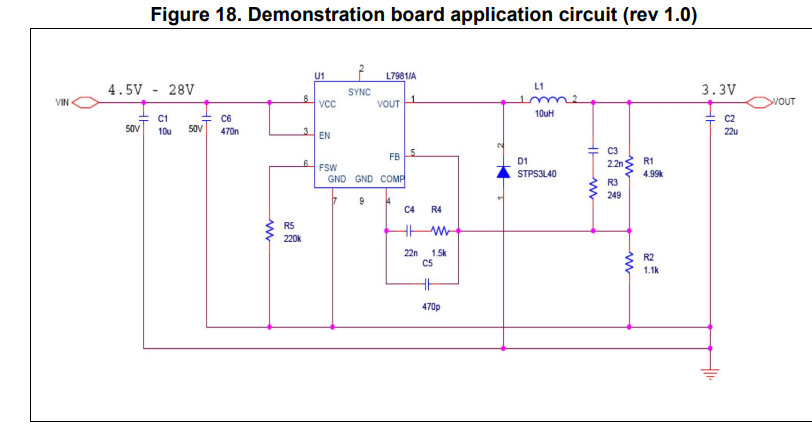 Figure 18. Demonstration board application circuit (rev 1.0)
U1 2 L7981/A
4.5V - 28V SYNC L1 3.3V
VIN 8 VCC VOUT 1 1 2 VOUT
C1 C6 10uH C2
50V 10u 50V 470n 22u
3 EN
2 C3
FB 5 D1 2.2n R1
6 FSW STPS3L40 4.99k
GND GND COMP R3
7 9 4 1 249
C4 R4
R5
220k
22n 1.5k R2
C5 1.1k
470p